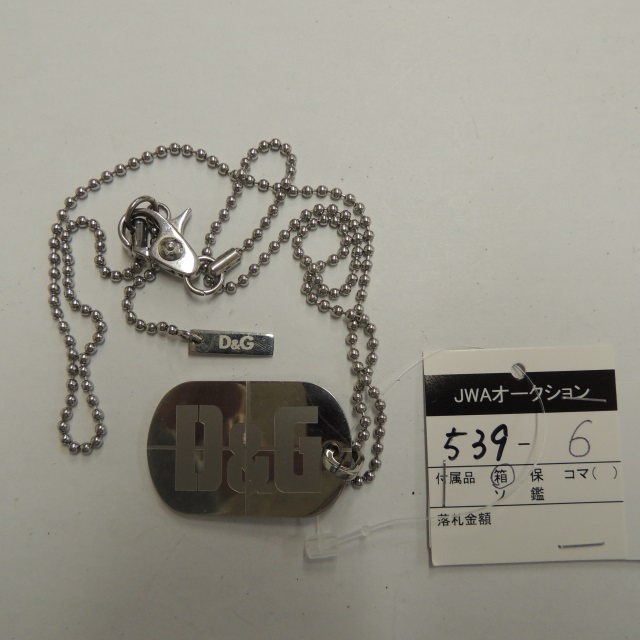 D&G
D&G
JWAオークション
539- 6
付属品 箱 保 コマ( )
ソ 鑑
落札金額